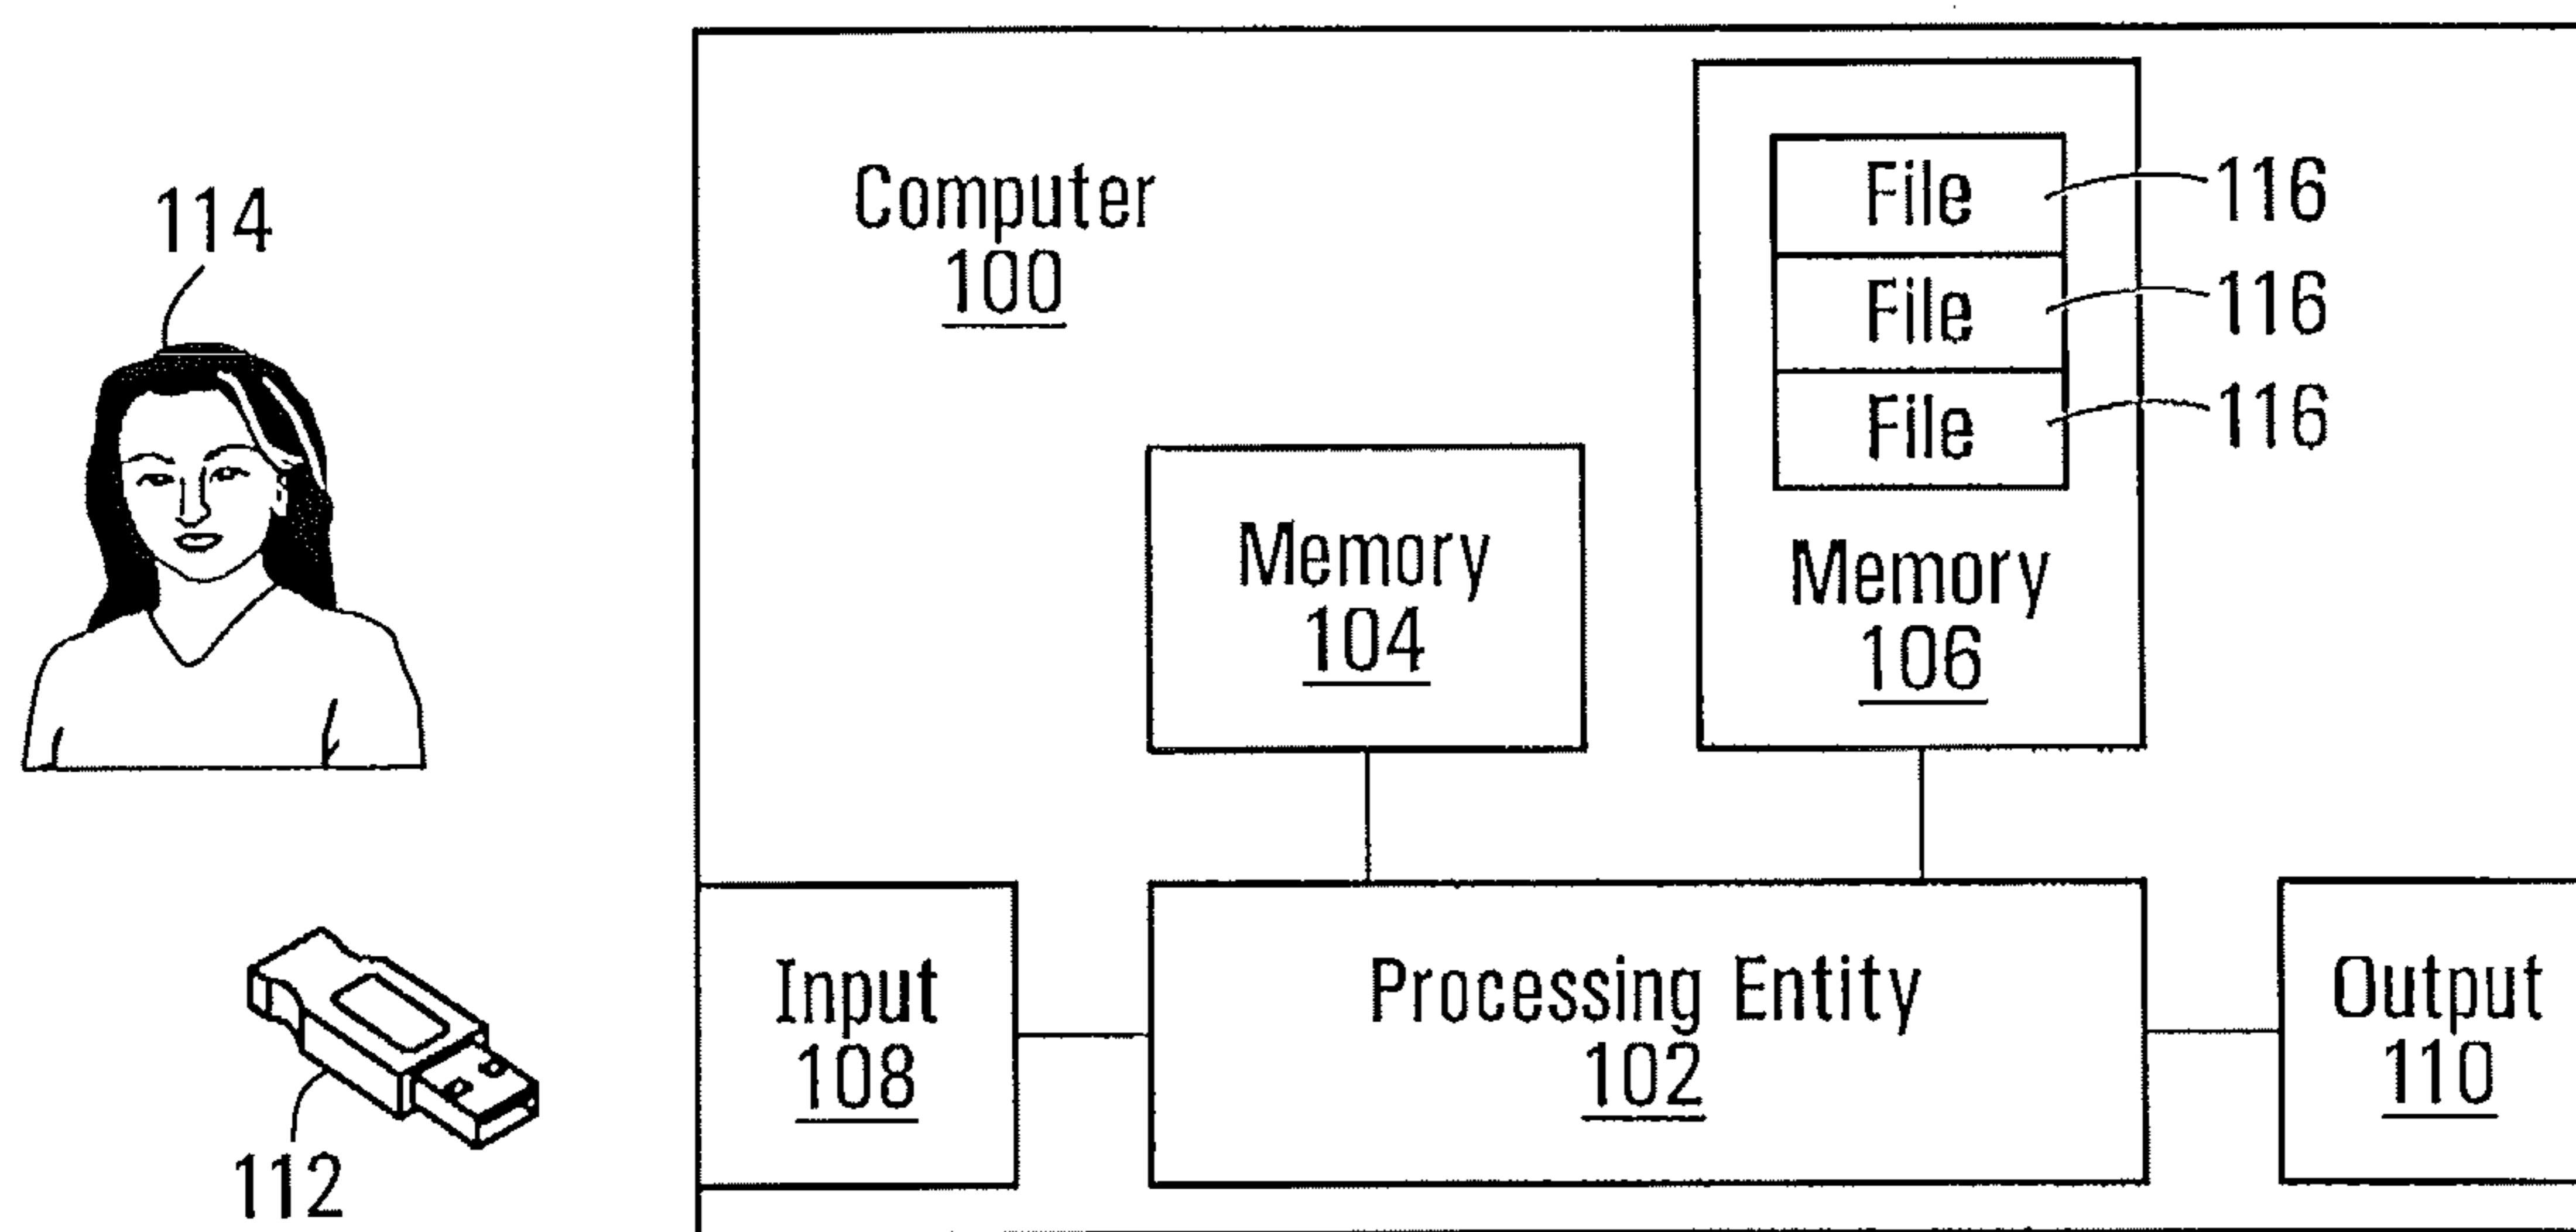 114
Computer
100
File 116
File 116
File 116
Memory
104
Memory
106
Input
108
Processing Entity
102
Output
110
112